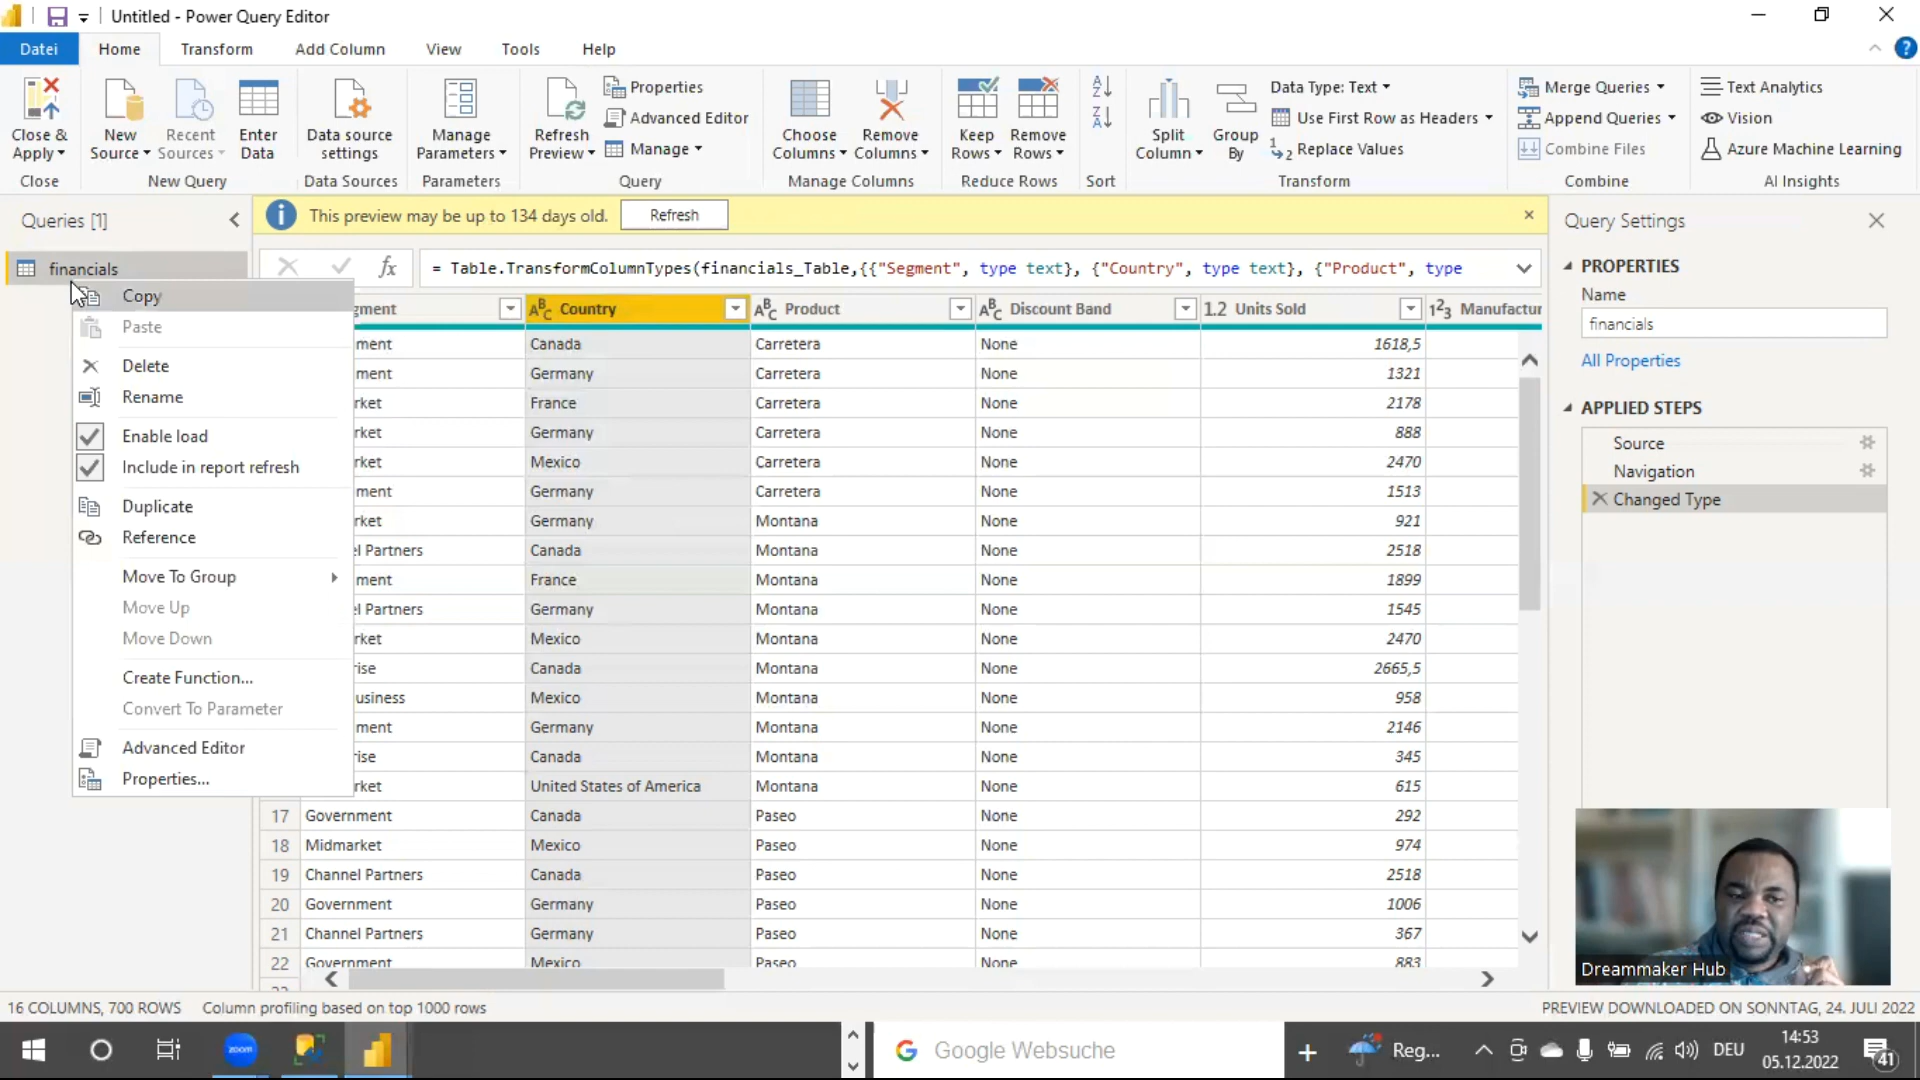 Untitled - Power Query Editor
Datei Home Transform Add Column View Tools Help
?
Close & Apply
New Source
Recent Sources
Enter Data
Data source settings
Manage Parameters
Refresh Preview
Properties
Advanced Editor
Manage
Choose Columns
Remove Columns
Keep Rows
Remove Rows
Split Column
Group By
Data Type: Text
Use First Row as Headers
Replace Values
Merge Queries
Append Queries
Combine Files
Text Analytics
Vision
Azure Machine Learning
Close New Query Data Sources Parameters Query Manage Columns Reduce Rows Sort Transform Combine AI Insights
Queries [1]
financials
This preview may be up to 134 days old. Refresh
fx = Table.TransformColumnTypes(financials_Table,{{"Segment", type text}, {"Country", type text}, {"Product", type
Copy
Paste
Delete
Rename
Enable load
Include in report refresh
Duplicate
Reference
Move To Group
Move Up
Move Down
Create Function...
Convert To Parameter
Advanced Editor
Properties...
gment ABC Country ABC Product ABC Discount Band 1.2 Units Sold 123 Manufactur
ment Canada Carretera None 1618,5
ment Germany Carretera None 1321
rket France Carretera None 2178
rket Germany Carretera None 888
rket Mexico Carretera None 2470
ment Germany Carretera None 1513
rket Germany Montana None 921
el Partners Canada Montana None 2518
ment France Montana None 1899
el Partners Germany Montana None 1545
rket Mexico Montana None 2470
rise Canada Montana None 2665,5
usiness Mexico Montana None 958
ment Germany Montana None 2146
rise Canada Montana None 345
rket United States of America Montana None 615
17 Government Canada Paseo None 292
18 Midmarket Mexico Paseo None 974
19 Channel Partners Canada Paseo None 2518
20 Government Germany Paseo None 1006
21 Channel Partners Germany Paseo None 367
22 Government Mexico Paseo None 883
Query Settings
PROPERTIES
Name
financials
All Properties
APPLIED STEPS
Source
Navigation
Changed Type
Dreammaker Hub
16 COLUMNS, 700 ROWS Column profiling based on top 1000 rows PREVIEW DOWNLOADED ON SONNTAG, 24. JULI 2022
zoom
Google Websuche
Reg...
DEU
14:53
05.12.2022
41